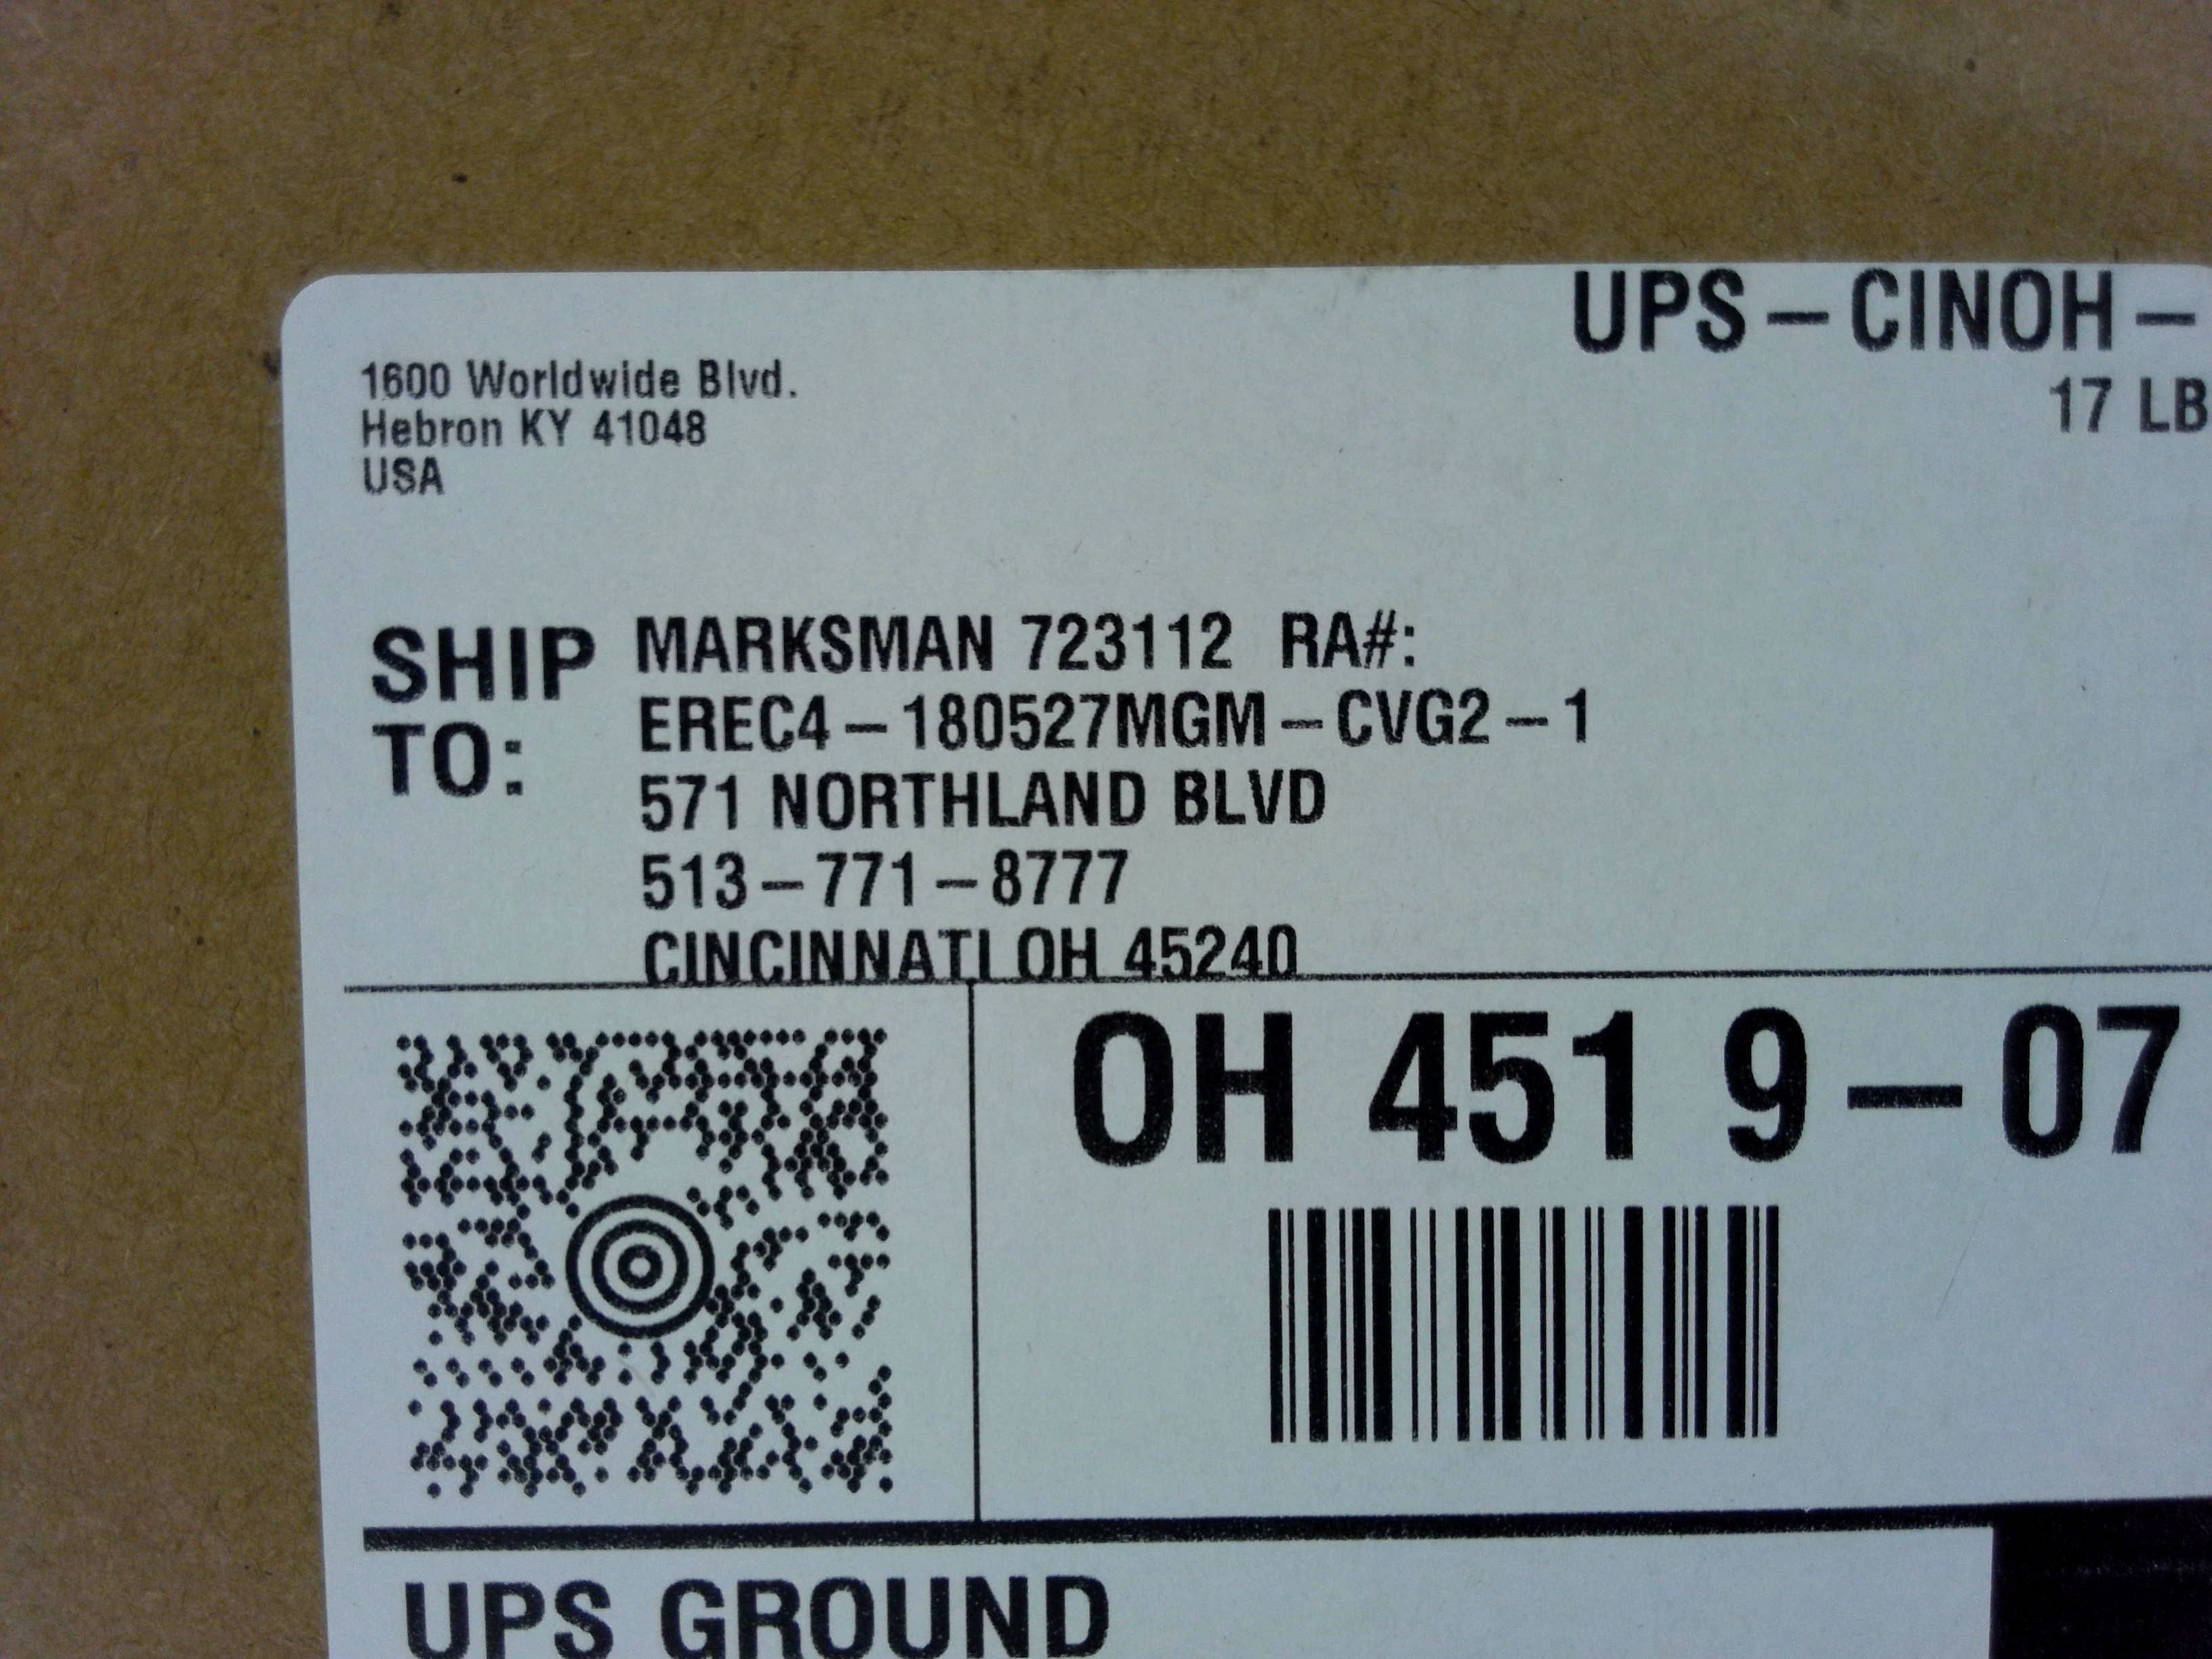 UPS-CINOH-
17 LB
1600 Worldwide Blvd.
Hebron KY 41048
USA
SHIP TO:
MARKSMAN 723112 RA#:
EREC4-180527MGM-CVG2-1
571 NORTHLAND BLVD
513-771-8777
CINCINNATI OH 45240
OH 451 9-07
UPS GROUND